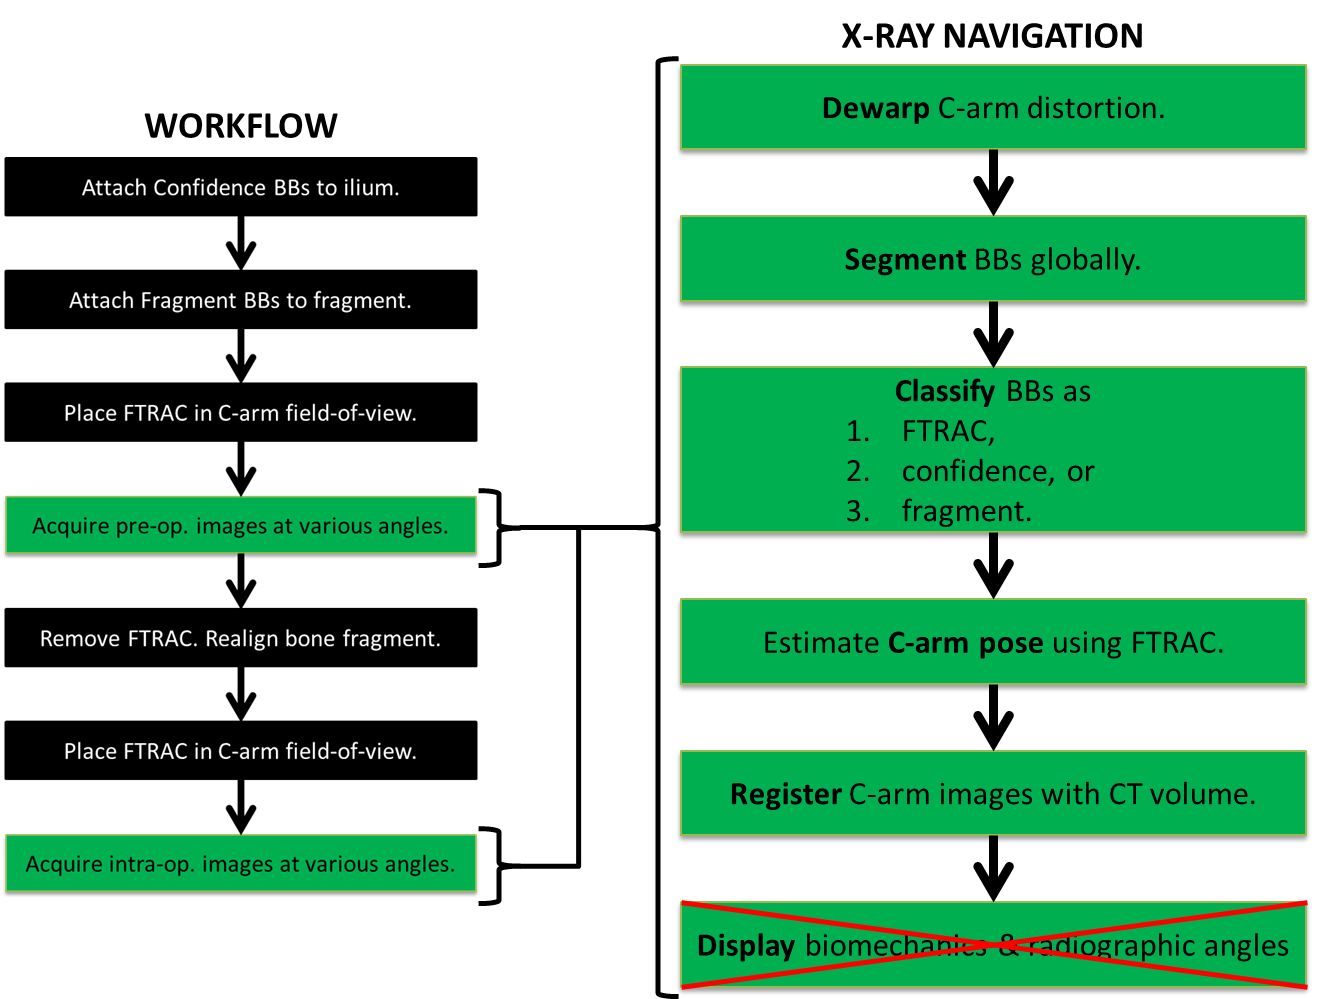 WORKFLOW
Attach Confidence BBs to ilium.
Attach Fragment BBs to fragment.
Place FTRAC in C-arm field-of-view.
Acquire pre-op. images at various angles.
Remove FTRAC. Realign bone fragment.
Place FTRAC in C-arm field-of-view.
Acquire intra-op. images at various angles.
X-RAY NAVIGATION
Dewarp C-arm distortion.
Segment BBs globally.
Classify BBs as
1. FTRAC,
2. confidence, or
3. fragment.
Estimate C-arm pose using FTRAC.
Register C-arm images with CT volume.
Display biomechanics & radiographic angles